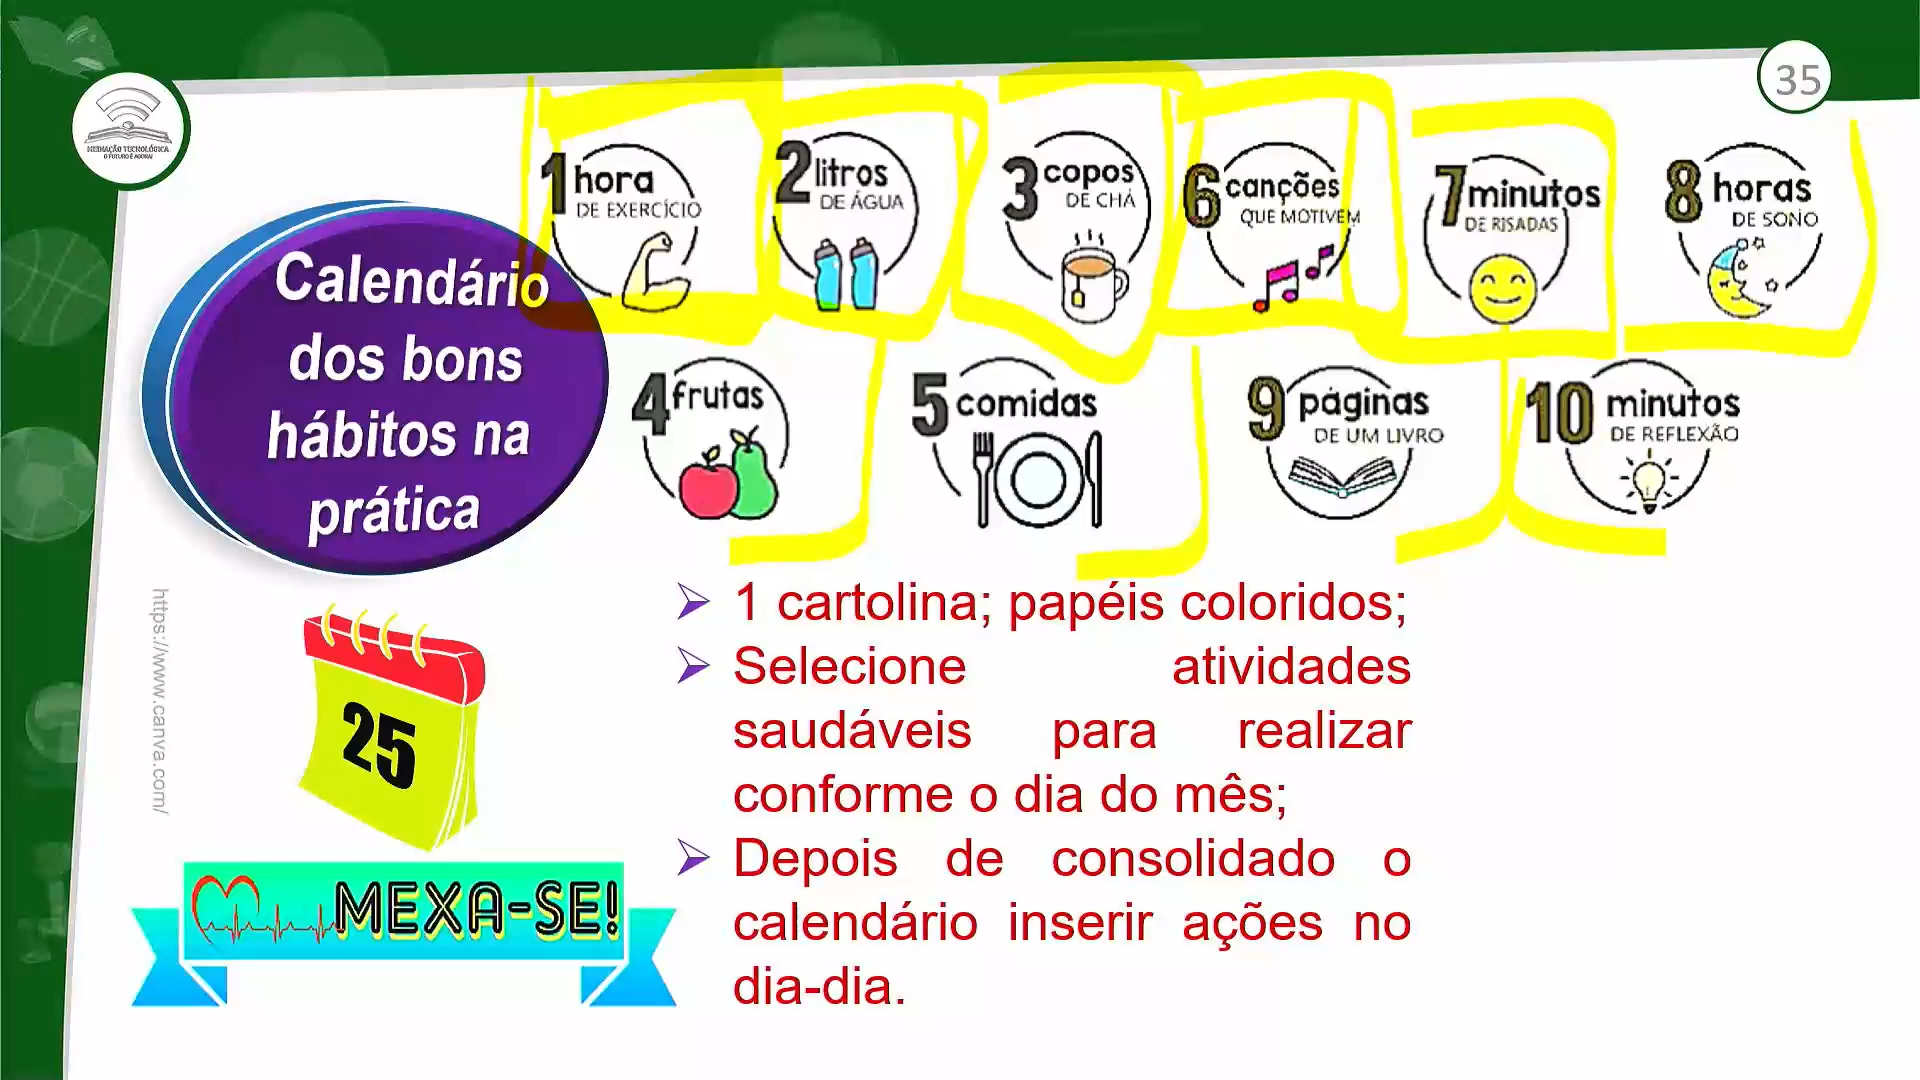 35
MEDIAÇÃO TECNOLÓGICA
O FUTURO É AGORA!
1 hora
DE EXERCÍCIO
2 litros
DE ÁGUA
3 copos
DE CHÁ
6 canções
QUE MOTIVEM
7 minutos
DE RISADAS
8 horas
DE SONO
Calendário
dos bons
hábitos na
prática
4 frutas
5 comidas
9 páginas
DE UM LIVRO
10 minutos
DE REFLEXÃO
https://www.canva.com/
25
MEXA-SE!
➢ 1 cartolina; papéis coloridos;
➢ Selecione atividades
saudáveis para realizar
conforme o dia do mês;
➢ Depois de consolidado o
calendário inserir ações no
dia-dia.